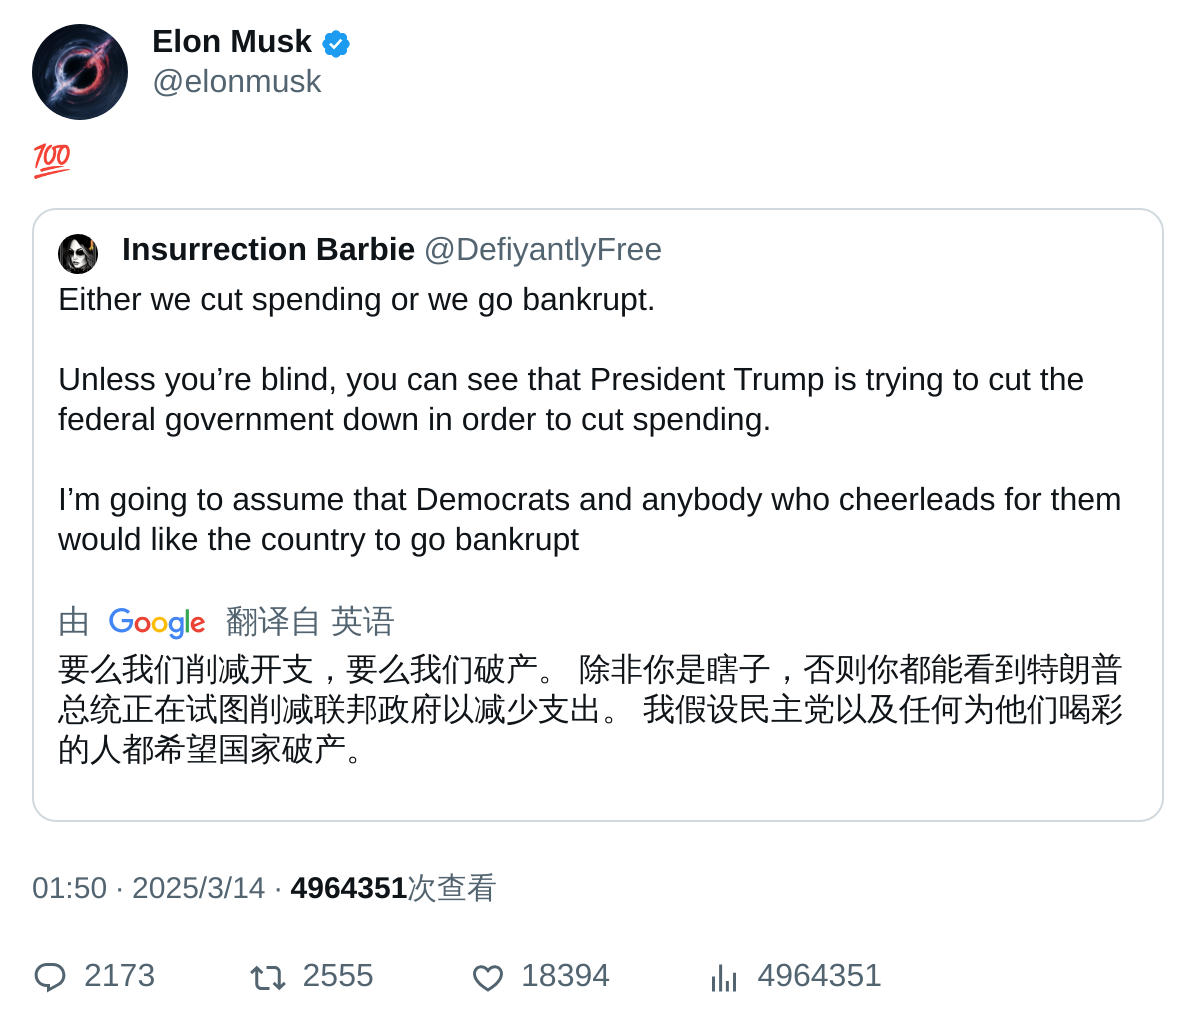 Elon Musk
@elonmusk
💯
Insurrection Barbie @DefiyantlyFree
Either we cut spending or we go bankrupt.
Unless you’re blind, you can see that President Trump is trying to cut the
federal government down in order to cut spending.
I’m going to assume that Democrats and anybody who cheerleads for them
would like the country to go bankrupt
由 Google 翻译自 英语
要么我们削减开支，要么我们破产。 除非你是瞎子，否则你都能看到特朗普
总统正在试图削减联邦政府以减少支出。 我假设民主党以及任何为他们喝彩
的人都希望国家破产。
01:50 · 2025/3/14 · 4964351次查看
2173 2555 18394 4964351